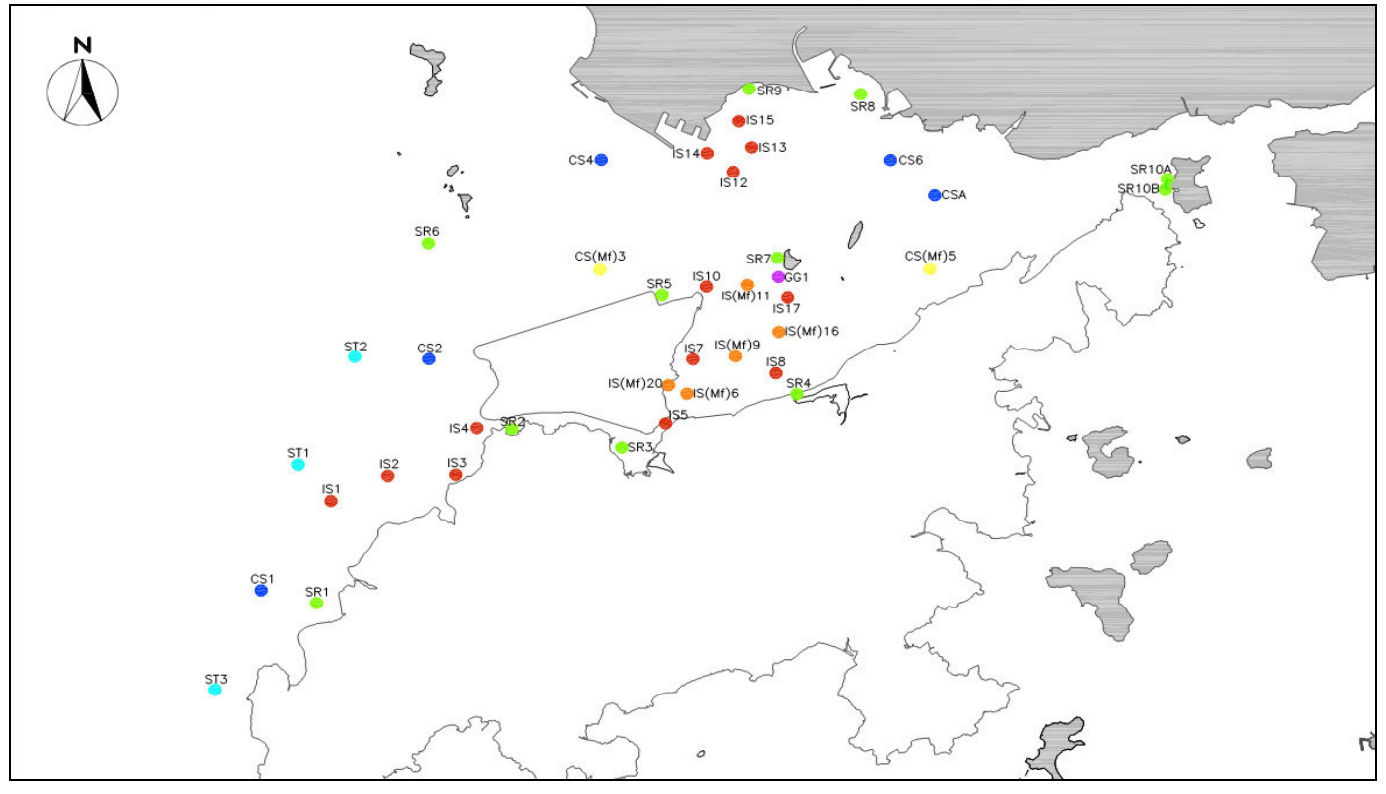 N
SR9
SR8
IS15
IS13
IS14
CS4
CS6
IS12
SR10A
SR10B
CSA
SR6
CS(Mf)3
SR7
CS(Mf)5
GG1
SR5
IS10
IS(Mf)11
IS17
IS(Mf)16
ST2
CS2
IS7
IS(Mf)9
IS8
IS(Mf)20
IS(Mf)6
SR4
IS4
SR2
IS5
SR3
ST1
IS2
IS3
IS1
CS1
SR1
ST3